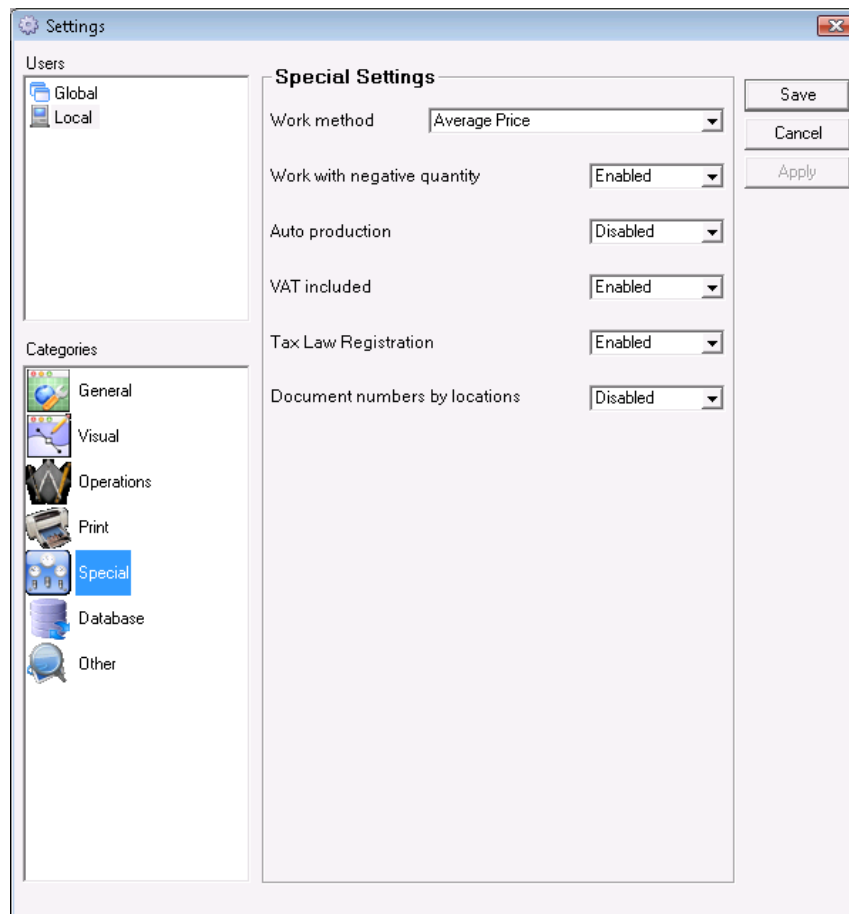 Settings
Users
Global
Local
Categories
General
Visual
Operations
Print
Special
Database
Other
Special Settings
Work method Average Price
Work with negative quantity Enabled
Auto production Disabled
VAT included Enabled
Tax Law Registration Enabled
Document numbers by locations Disabled
Save
Cancel
Apply